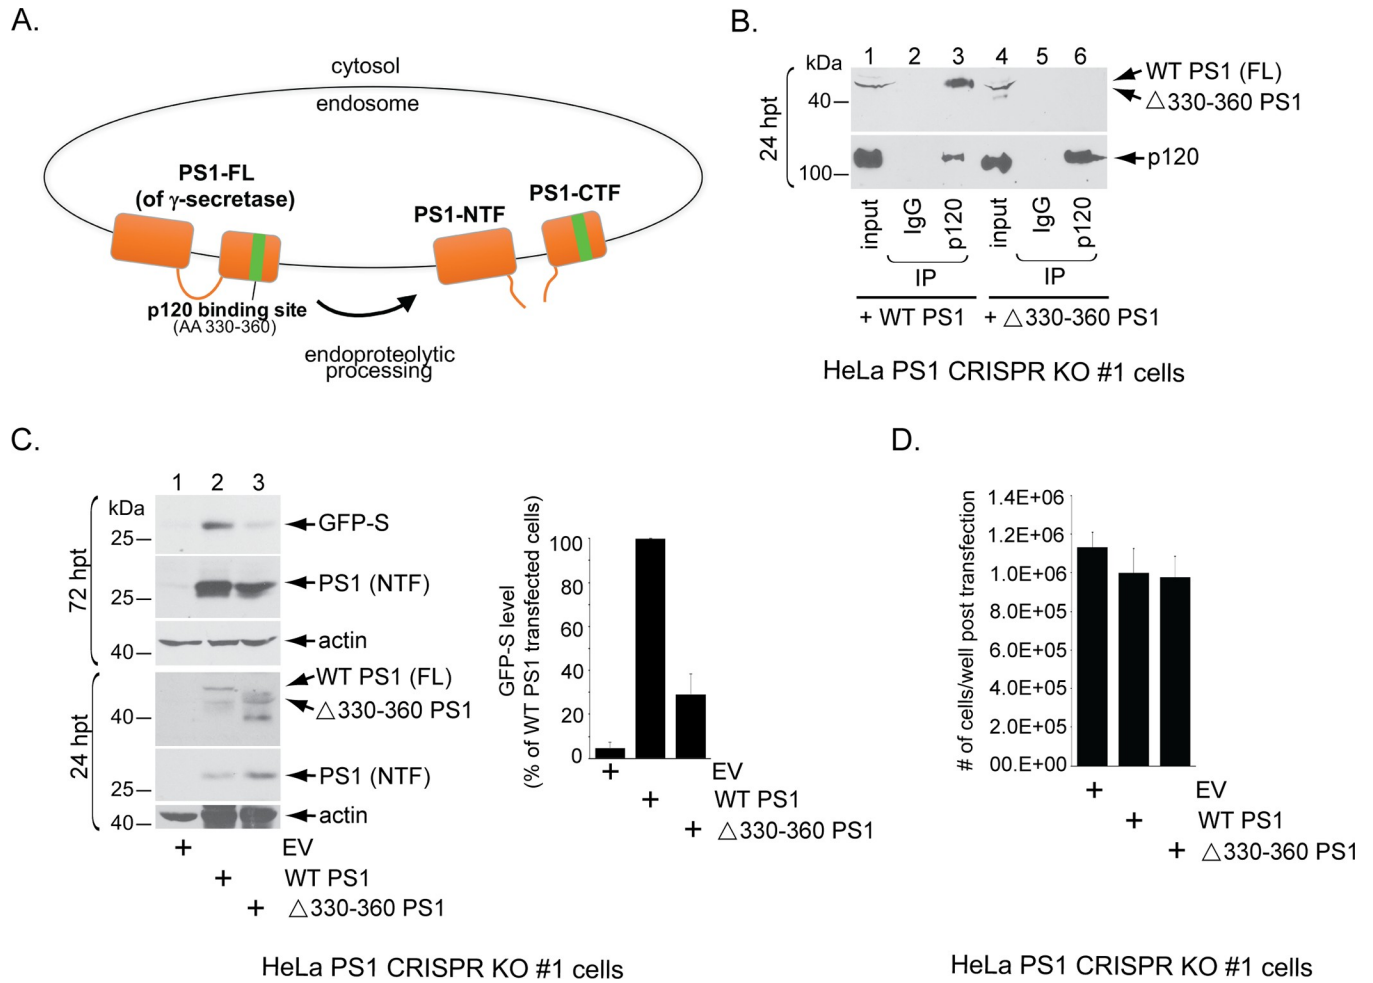 A.
cytosol
endosome
PS1-FL
(of γ-secretase)
PS1-NTF
PS1-CTF
p120 binding site
(AA 330-360)
endoproteolytic
processing
B.
kDa
1 2 3 4 5 6
24 hpt
40
100
WT PS1 (FL)
△330-360 PS1
p120
input
IgG
p120
input
IgG
p120
IP
IP
+ WT PS1
+ △330-360 PS1
HeLa PS1 CRISPR KO #1 cells
C.
1 2 3
kDa
72 hpt
25
GFP-S
25
PS1 (NTF)
40
actin
24 hpt
WT PS1 (FL)
△330-360 PS1
40
PS1 (NTF)
25
actin
40
+ EV
+ WT PS1
+ △330-360 PS1
GFP-S level
(% of WT PS1 transfected cells)
100
80
60
40
20
0
+ EV
+ WT PS1
+ △330-360 PS1
HeLa PS1 CRISPR KO #1 cells
D.
# of cells/well post transfection
1.4E+06
1.2E+06
1.0E+06
8.0E+05
6.0E+05
4.0E+05
2.0E+05
00.E+00
+ EV
+ WT PS1
+ △330-360 PS1
HeLa PS1 CRISPR KO #1 cells